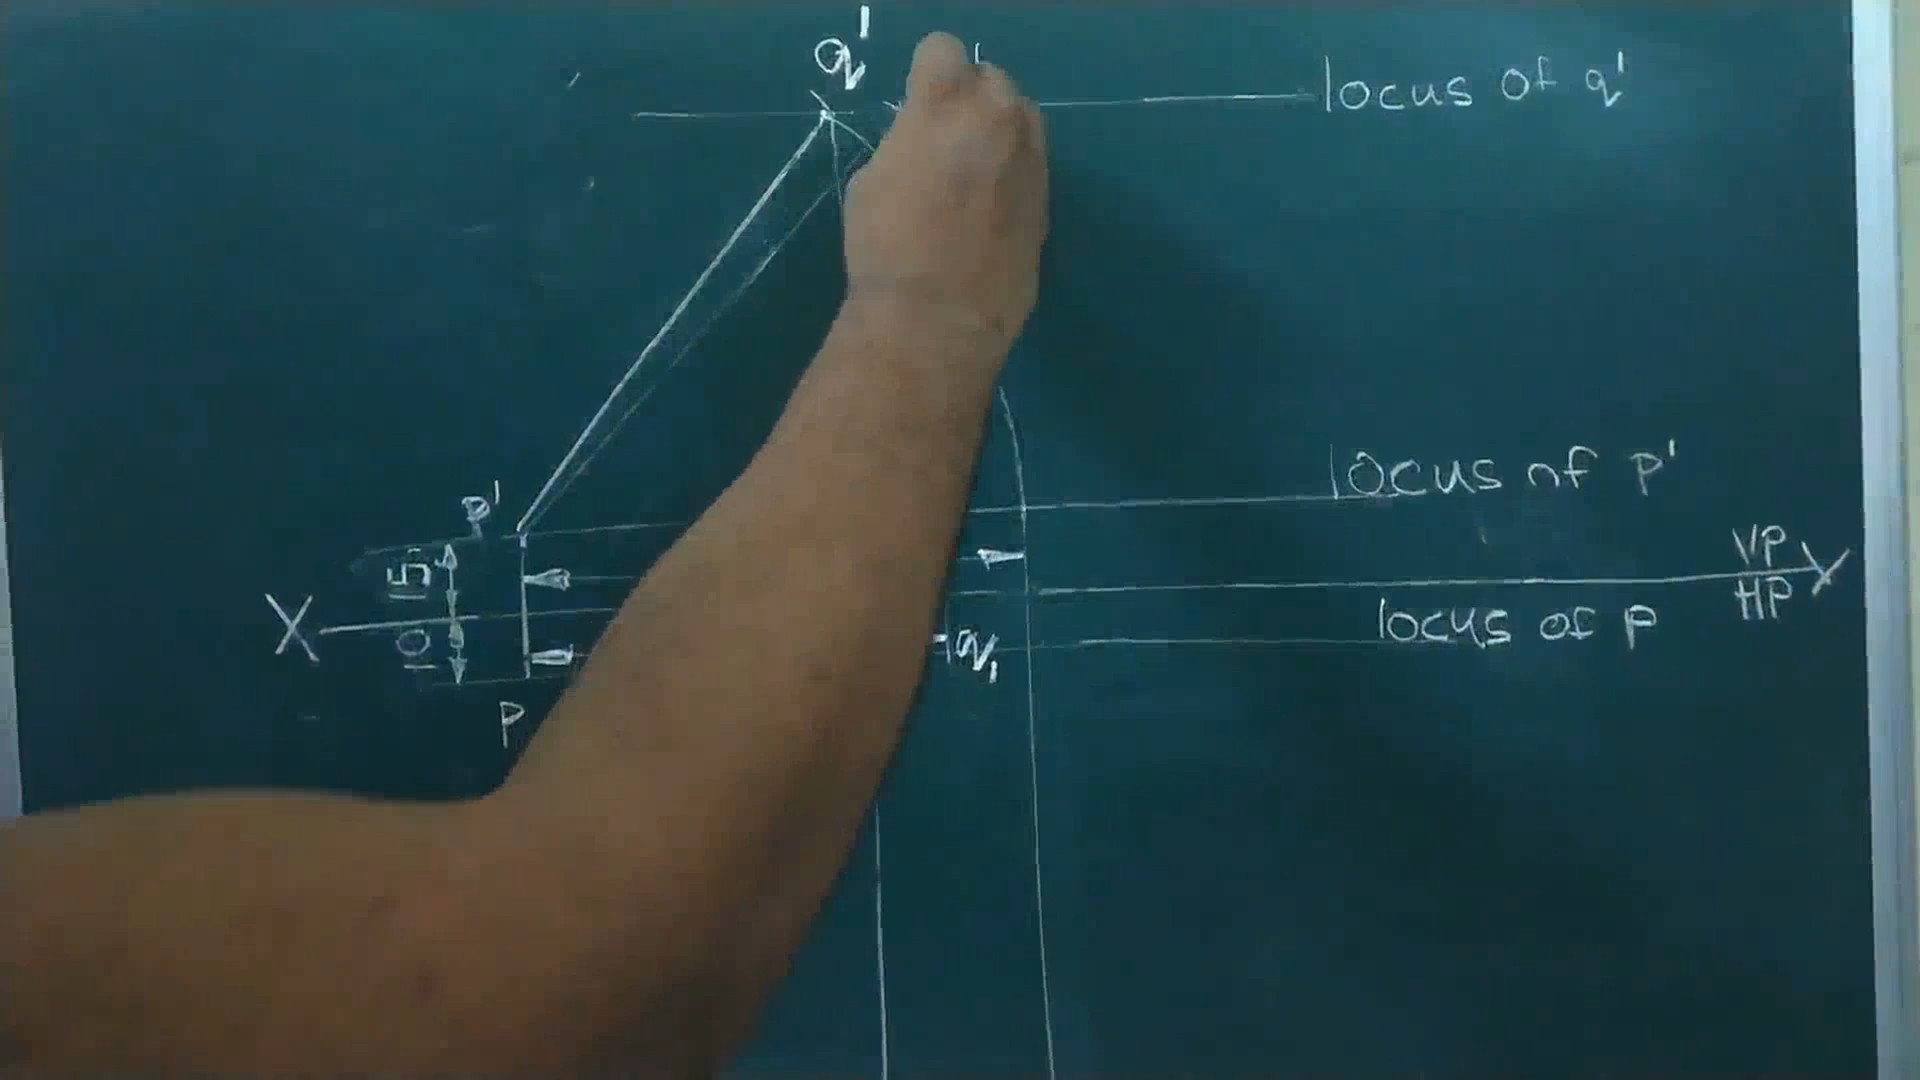 q'
locus of q'
locus of p'
p'
15
VP
X
Y
HP
10
locus of p
q₁
P